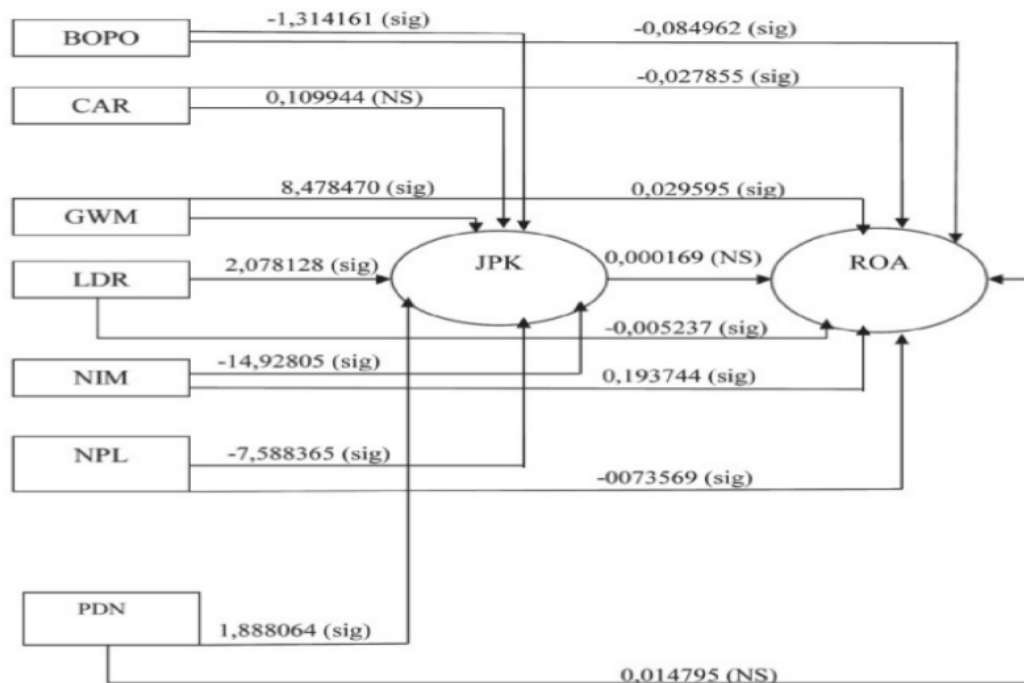 -1,314161 (sig)
BOPO
-0,084962 (sig)
-0,027855 (sig)
CAR
0,109944 (NS)
8,478470 (sig)
0,029595 (sig)
GWM
JPK
0,000169 (NS)
ROA
LDR
2,078128 (sig)
-0,005237 (sig)
-14,92805 (sig)
NIM
0,193744 (sig)
NPL
-7,588365 (sig)
-0073569 (sig)
PDN
1,888064 (sig)
0,014795 (NS)